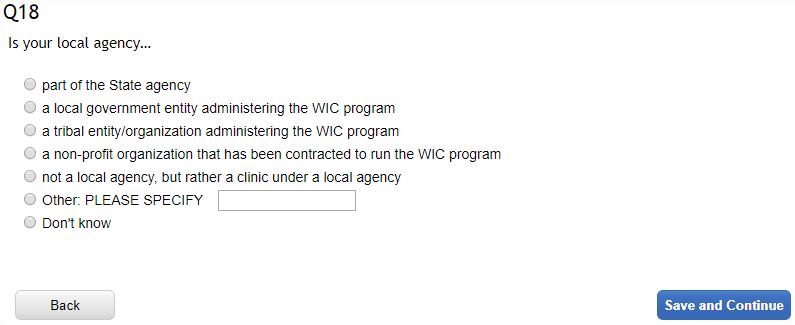 Q18
Is your local agency...
part of the State agency
a local government entity administering the WIC program
a tribal entity/organization administering the WIC program
a non-profit organization that has been contracted to run the WIC program
not a local agency, but rather a clinic under a local agency
Other: PLEASE SPECIFY
Don't know
Back
Save and Continue